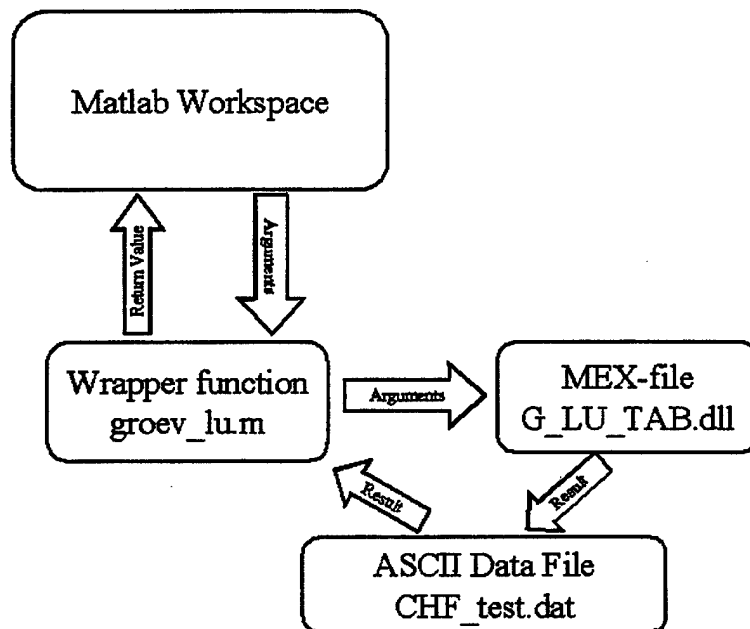 Matlab Workspace
Return Value
Arguments
Wrapper function
groev_lu.m
Arguments
MEX-file
G_LU_TAB.dll
Result
Result
ASCII Data File
CHF_test.dat